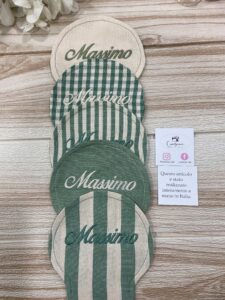 Massimo
Massimo
Massimo
Massimo
Massimo
Questo articolo
è stato
realizzato
interamente a
mano in Italia.